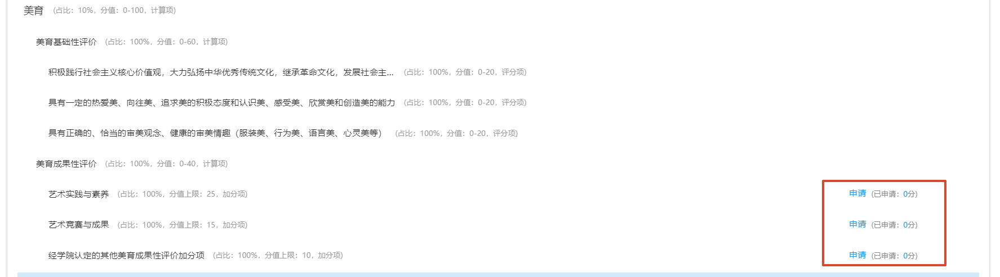 美育 (占比：10%，分值：0-100，计算项)
美育基础性评价 (占比：100%，分值：0-60，计算项)
积极践行社会主义核心价值观，大力弘扬中华优秀传统文化，继承革命文化，发展社会主... (占比：100%，分值：0-20，评分项)
具有一定的热爱美、向往美、追求美的积极态度和认识美、感受美、欣赏美和创造美的能力 (占比：100%，分值：0-20，评分项)
具有正确的、恰当的审美观念、健康的审美情趣（服装美、行为美、语言美、心灵美等） (占比：100%，分值：0-20，评分项)
美育成果性评价 (占比：100%，分值：0-40，计算项)
艺术实践与素养 (占比：100%，分值上限：25，加分项) 申请 (已申请：0分)
艺术竞赛与成果 (占比：100%，分值上限：15，加分项) 申请 (已申请：0分)
经学院认定的其他美育成果性评价加分项 (占比：100%，分值上限：10，加分项) 申请 (已申请：0分)